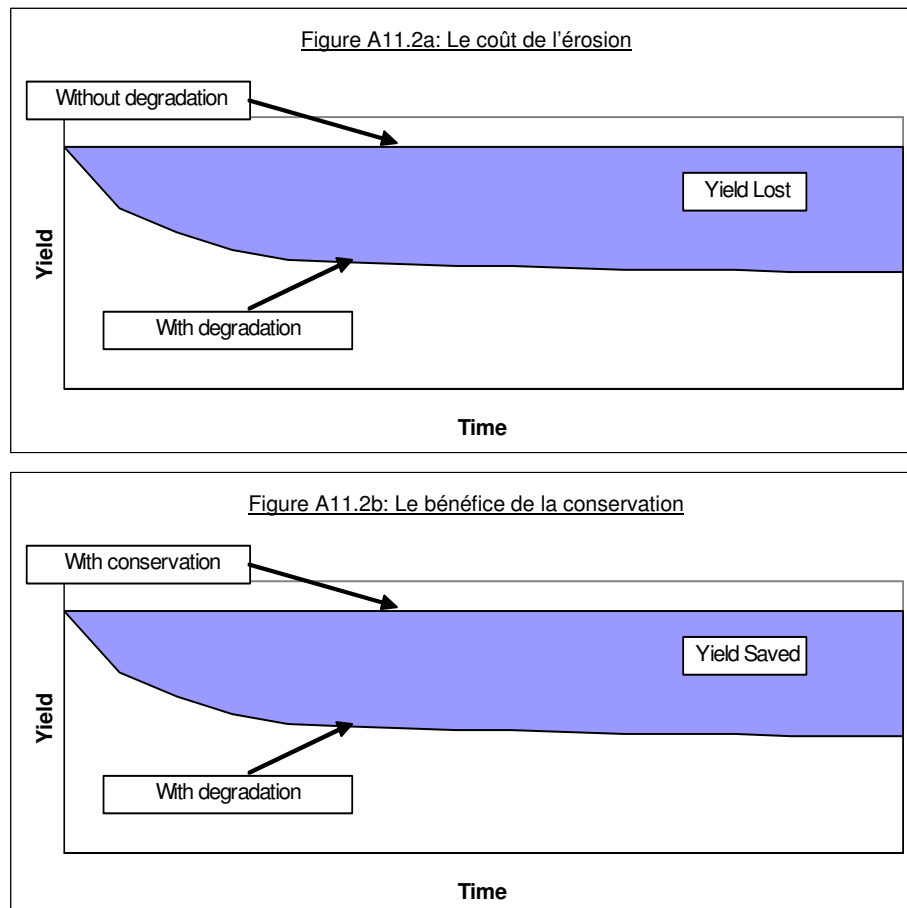 Figure A11.2a: Le coût de l'érosion
Without degradation
Yield Lost
Yield
With degradation
Time
Figure A11.2b: Le bénéfice de la conservation
With conservation
Yield Saved
Yield
With degradation
Time